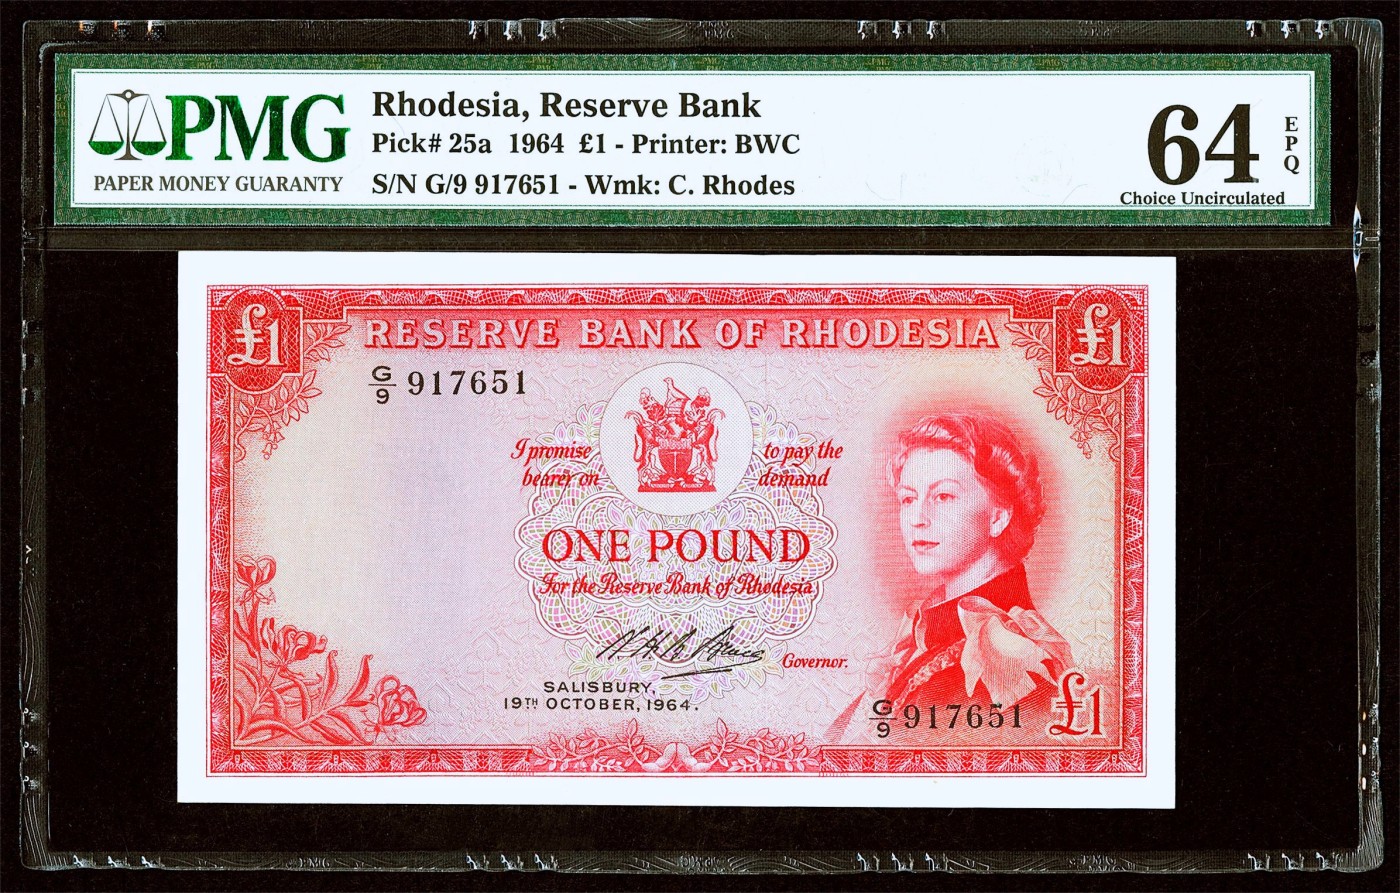 PMG
PAPER MONEY GUARANTY
Rhodesia, Reserve Bank
Pick# 25a 1964 £1 - Printer: BWC
S/N G/9 917651 - Wmk: C. Rhodes
64 EPQ
Choice Uncirculated
£1 RESERVE BANK OF RHODESIA £1
G/9 917651
I promise to pay the
bearer on demand
ONE POUND
For the Reserve Bank of Rhodesia
Governor.
SALISBURY,
19TH OCTOBER, 1964.
G/9 917651 £1